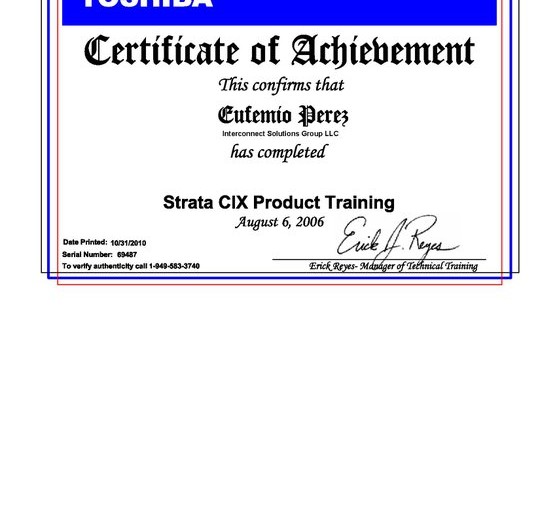 TOSHIBA
Certificate of Achievement
This confirms that
Eufemio Perez
Interconnect Solutions Group LLC
has completed
Strata CIX Product Training
August 6, 2006
Erick J. Reyes
Date Printed: 10/31/2010
Serial Number: 69487
To verify authenticity call 1-949-583-3740
Erick Reyes- Manager of Technical Training